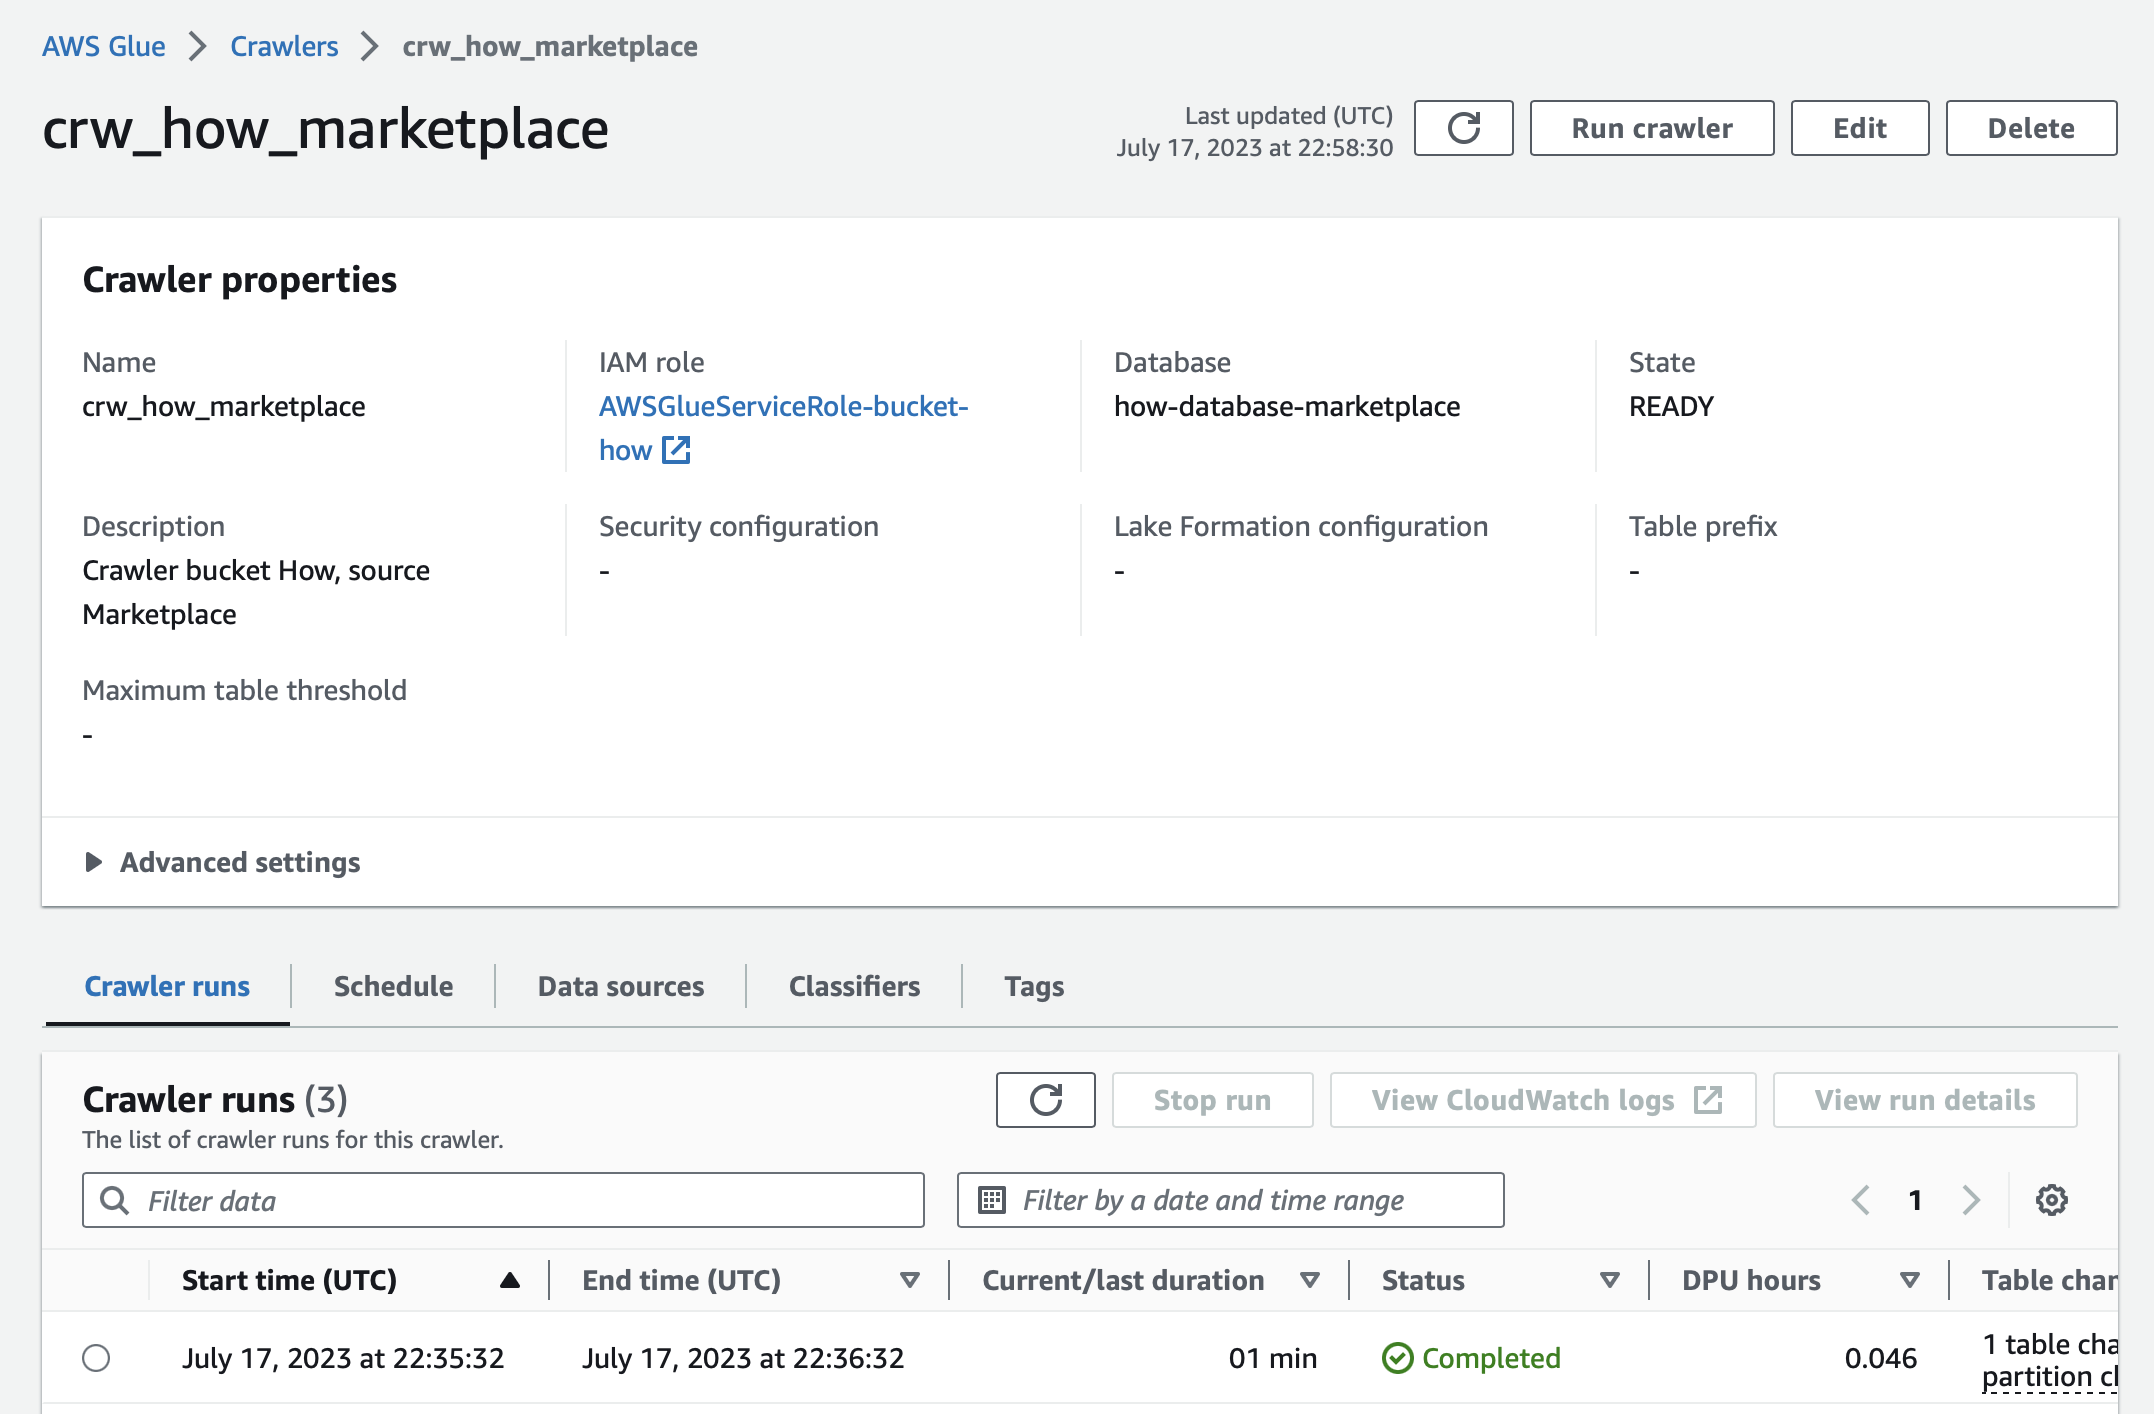 AWS Glue > Crawlers > crw_how_marketplace
crw_how_marketplace
Last updated (UTC)
July 17, 2023 at 22:58:30
Run crawler
Edit
Delete
Crawler properties
Name
crw_how_marketplace
IAM role
AWSGlueServiceRole-bucket-
how
Database
how-database-marketplace
State
READY
Description
Crawler bucket How, source
Marketplace
Security configuration
-
Lake Formation configuration
-
Table prefix
-
Maximum table threshold
-
Advanced settings
Crawler runs
Schedule
Data sources
Classifiers
Tags
Crawler runs (3)
The list of crawler runs for this crawler.
Stop run
View CloudWatch logs
View run details
Filter data
Filter by a date and time range
1
Start time (UTC)
End time (UTC)
Current/last duration
Status
DPU hours
Table
July 17, 2023 at 22:35:32
July 17, 2023 at 22:36:32
01 min
Completed
0.046
1 table
partition